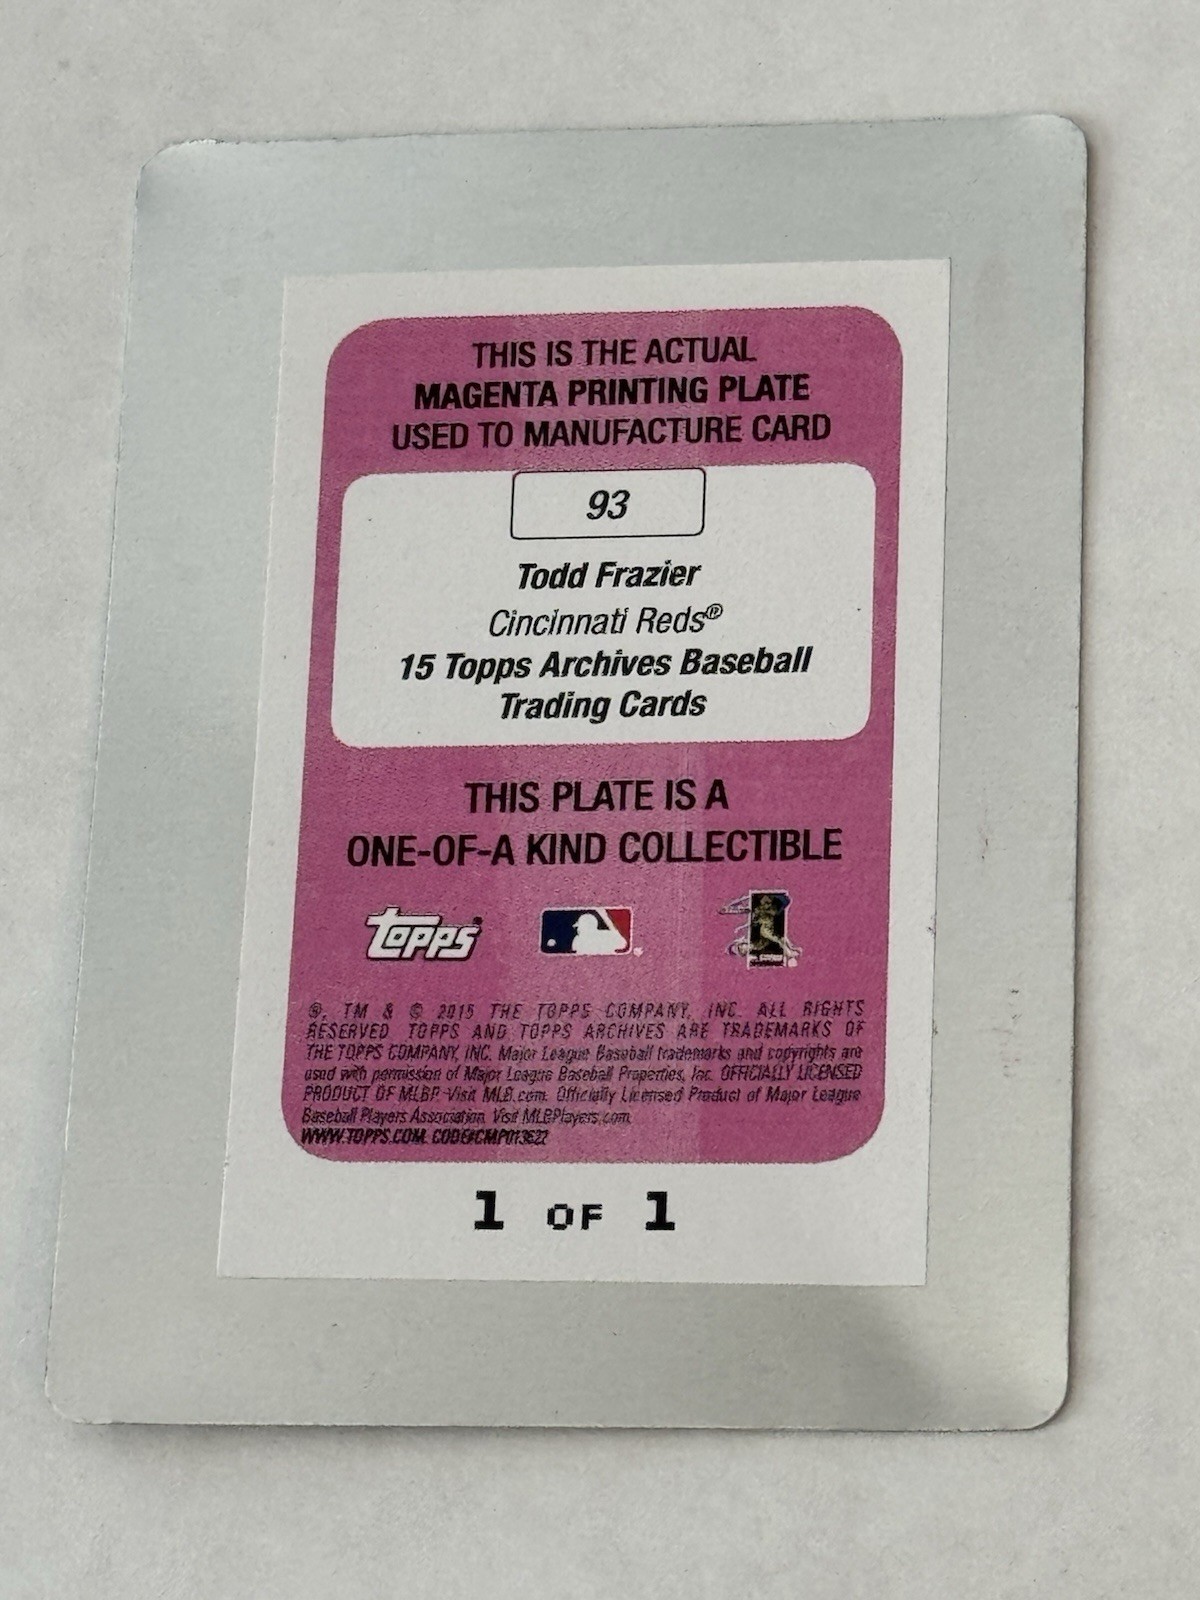 THIS IS THE ACTUAL
MAGENTA PRINTING PLATE
USED TO MANUFACTURE CARD
93
Todd Frazier
Cincinnati Reds®
15 Topps Archives Baseball
Trading Cards
THIS PLATE IS A
ONE-OF-A KIND COLLECTIBLE
topps®
®, TM & © 2015 THE TOPPS COMPANY, INC. ALL RIGHTS
RESERVED TOPPS AND TOPPS ARCHIVES ARE TRADEMARKS OF
THE TOPPS COMPANY, INC. Major League Baseball trademarks and copyrights are
used with permission of Major League Baseball Properties, Inc. OFFICIALLY LICENSED
PRODUCT OF MLBP. Visit MLB.com. Officially Licensed Product of Major League
Baseball Players Association. Visit MLBPlayers.com
WWW.TOPPS.COM. CODE#CMP013622
1 OF 1